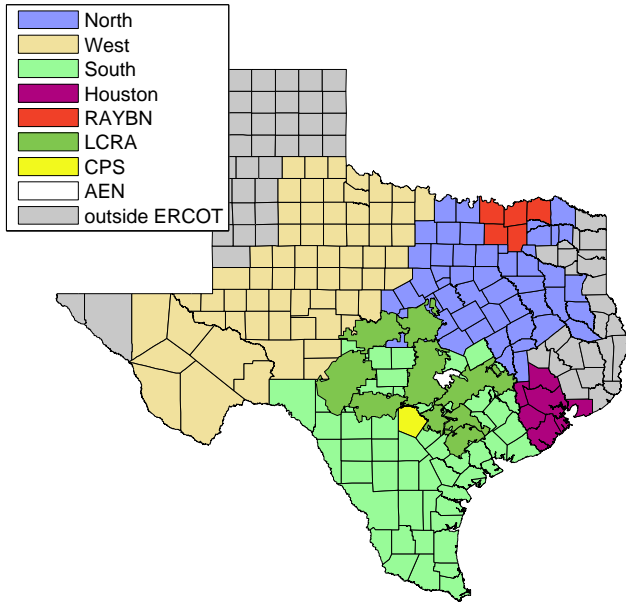 North
West
South
Houston
RAYBN
LCRA
CPS
AEN
outside ERCOT